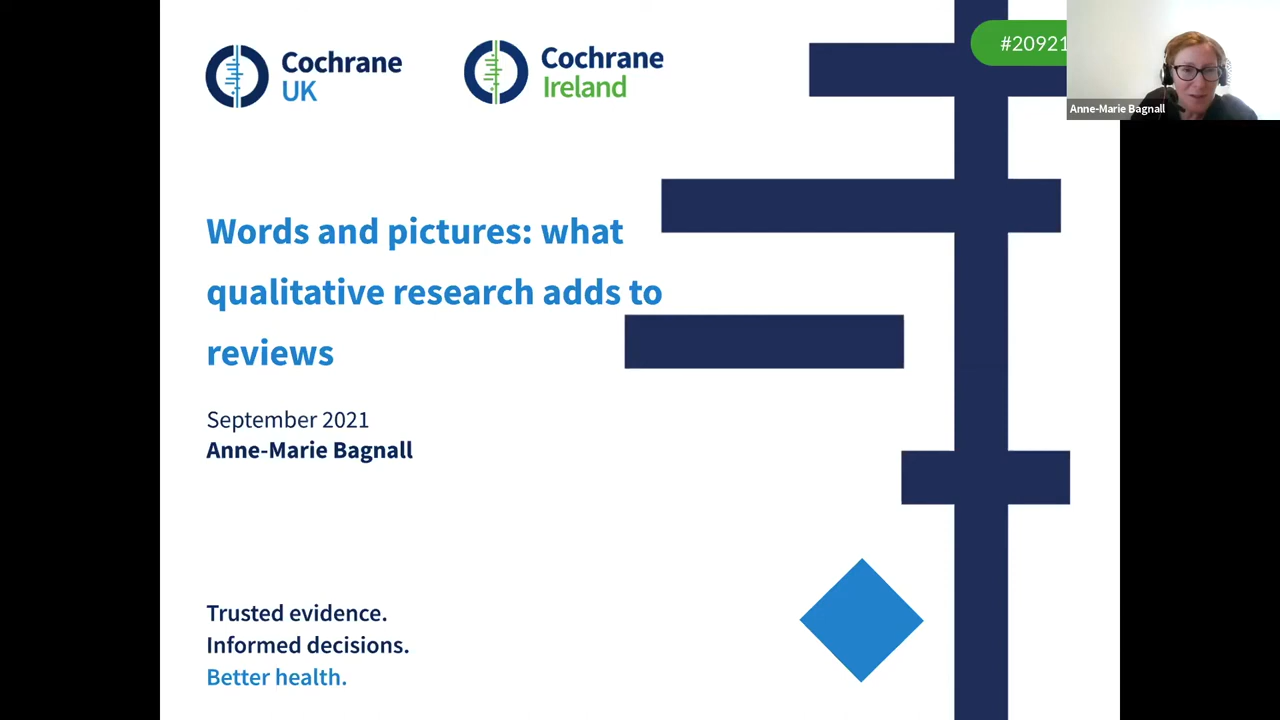 Cochrane
UK
Cochrane
Ireland
#20921
Anne-Marie Bagnall
Words and pictures: what
qualitative research adds to
reviews
September 2021
Anne-Marie Bagnall
Trusted evidence.
Informed decisions.
Better health.